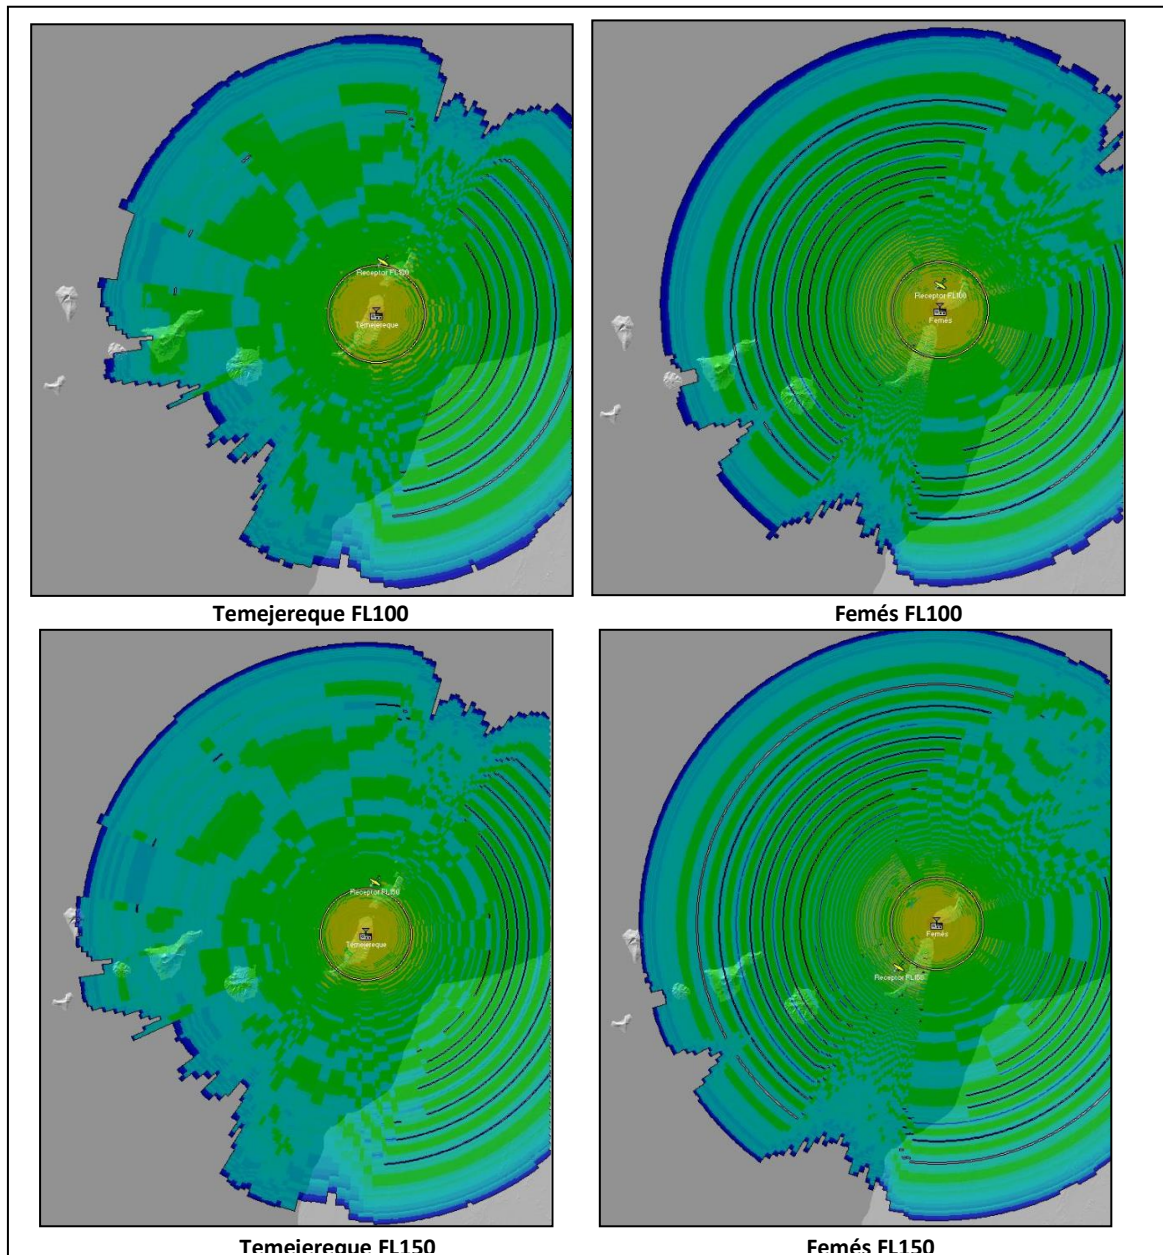 Receptor FL100
Temejereque
Receptor FL100
Femés
Temejereque FL100
Femés FL100
Receptor FL150
Temejereque
Femés
Receptor FL150
Temejereque FL150
Femés FL150